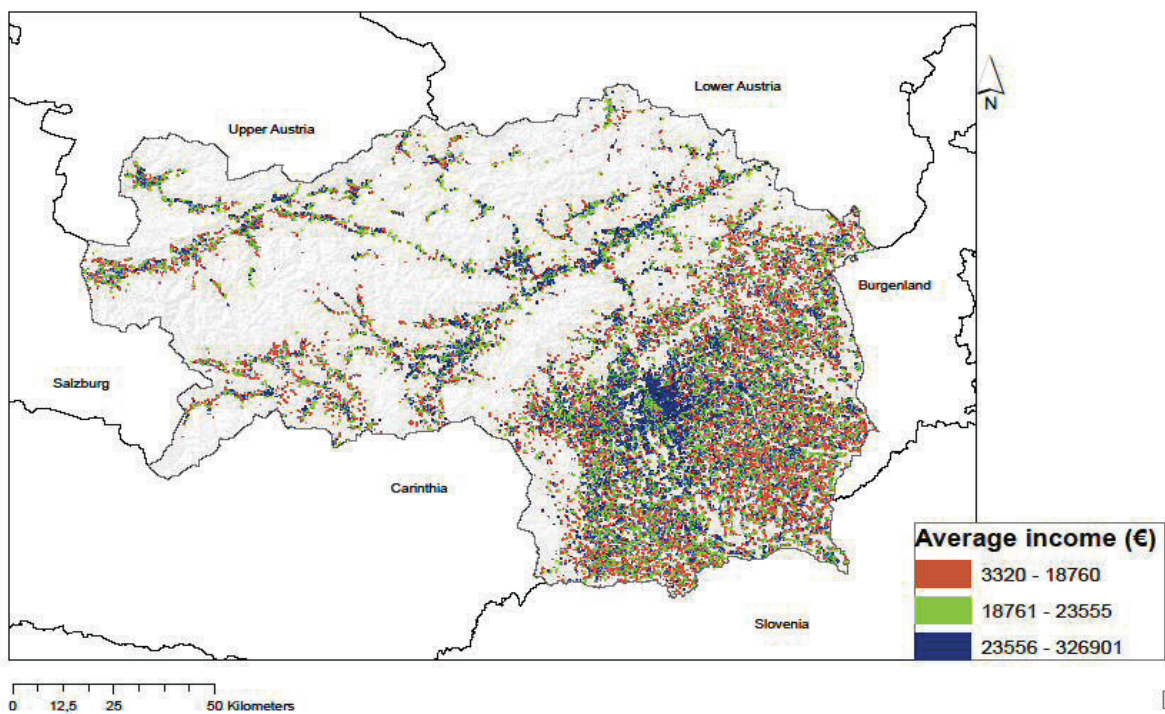 Lower Austria
N
Upper Austria
Burgenland
Salzburg
Carinthia
Average income (€)
3320 - 18760
18761 - 23555
23556 - 326901
Slovenia
0 12,5 25 50 Kilometers